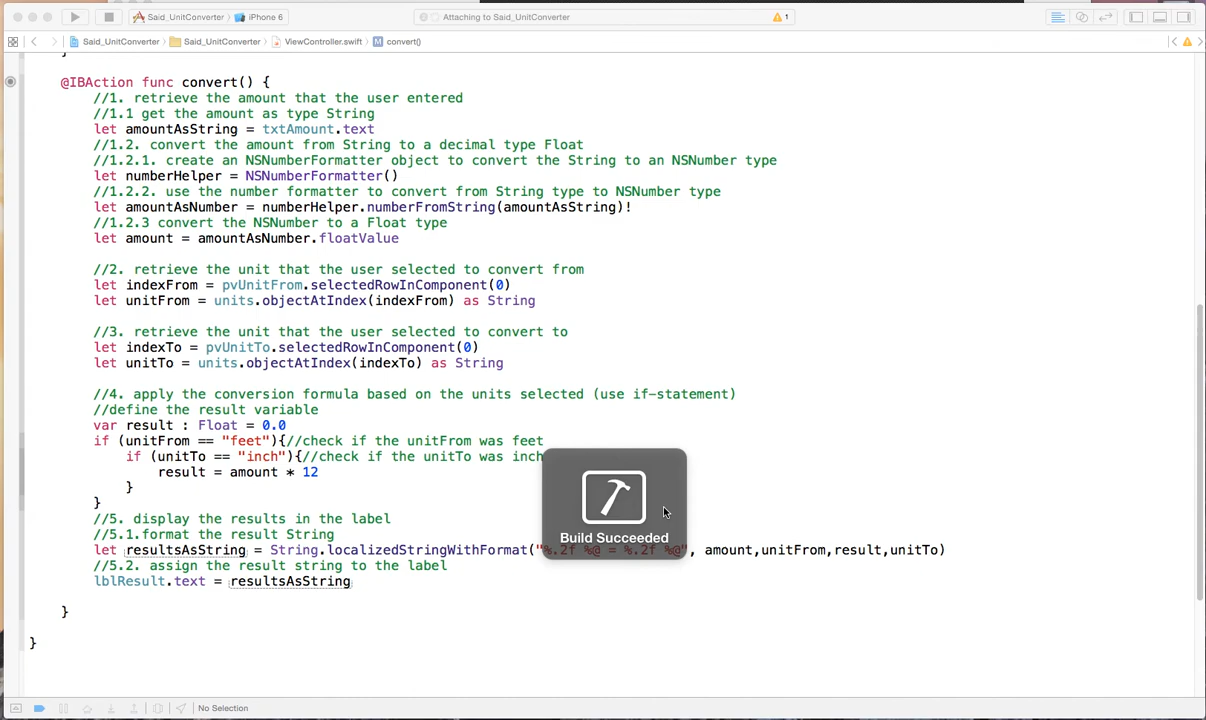 Said_UnitConverter iPhone 6
Attaching to Said_UnitConverter
1
Said_UnitConverter Said_UnitConverter ViewController.swift M convert()
}
@IBAction func convert() {
//1. retrieve the amount that the user entered
//1.1 get the amount as type String
let amountAsString = txtAmount.text
//1.2. convert the amount from String to a decimal type Float
//1.2.1. create an NSNumberFormatter object to convert the String to an NSNumber type
let numberHelper = NSNumberFormatter()
//1.2.2. use the number formatter to convert from String type to NSNumber type
let amountAsNumber = numberHelper.numberFromString(amountAsString)!
//1.2.3 convert the NSNumber to a Float type
let amount = amountAsNumber.floatValue
//2. retrieve the unit that the user selected to convert from
let indexFrom = pvUnitFrom.selectedRowInComponent(0)
let unitFrom = units.objectAtIndex(indexFrom) as String
//3. retrieve the unit that the user selected to convert to
let indexTo = pvUnitTo.selectedRowInComponent(0)
let unitTo = units.objectAtIndex(indexTo) as String
//4. apply the conversion formula based on the units selected (use if-statement)
//define the result variable
var result : Float = 0.0
if (unitFrom == "feet"){//check if the unitFrom was feet
if (unitTo == "inch"){//check if the unitTo was inch
result = amount * 12
}
}
//5. display the results in the label
//5.1.format the result String
let resultsAsString = String.localizedStringWithFormat("%.2f %@ = %.2f %@", amount,unitFrom,result,unitTo)
//5.2. assign the result string to the label
lblResult.text = resultsAsString
}
}
Build Succeeded
No Selection